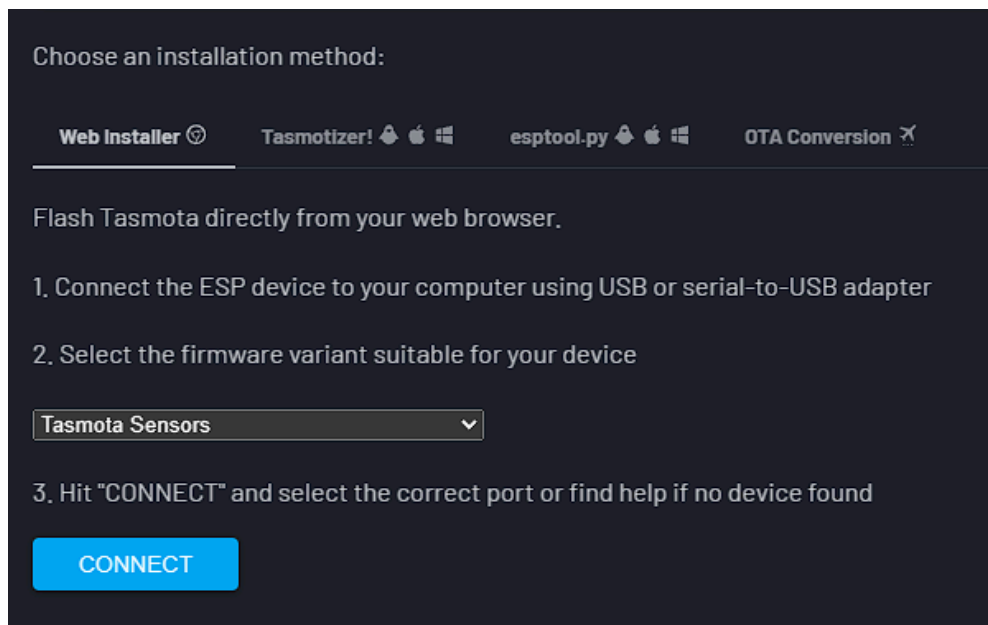 Choose an installation method:
Web Installer Tasmotizer! esptool.py OTA Conversion
Flash Tasmota directly from your web browser.
1. Connect the ESP device to your computer using USB or serial-to-USB adapter
2. Select the firmware variant suitable for your device
Tasmota Sensors
3. Hit "CONNECT" and select the correct port or find help if no device found
CONNECT